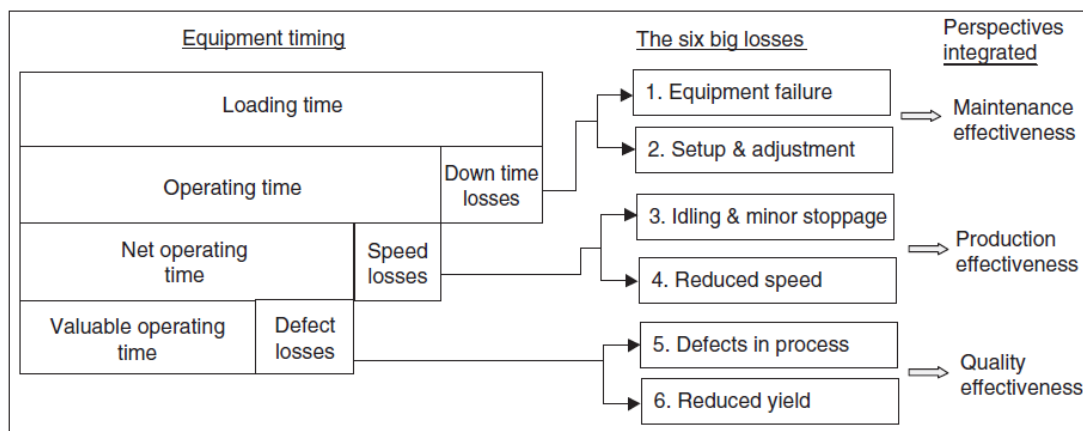 Equipment timing
The six big losses
Perspectives
integrated
Loading time
Operating time
Down time
losses
Net operating
time
Speed
losses
Valuable operating
time
Defect
losses
1. Equipment failure
2. Setup & adjustment
3. Idling & minor stoppage
4. Reduced speed
5. Defects in process
6. Reduced yield
Maintenance
effectiveness
Production
effectiveness
Quality
effectiveness